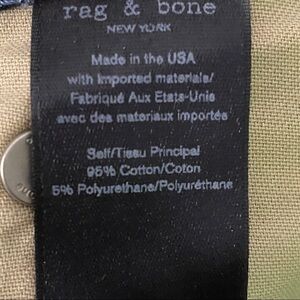 rag & bone
NEW YORK
Made in the USA
with imported materials/
Fabriqué Aux Etats-Unis
avec des materiaux importés
Self/Tissu Principal
95% Cotton/Coton
5% Polyurethane/Polyuréthane